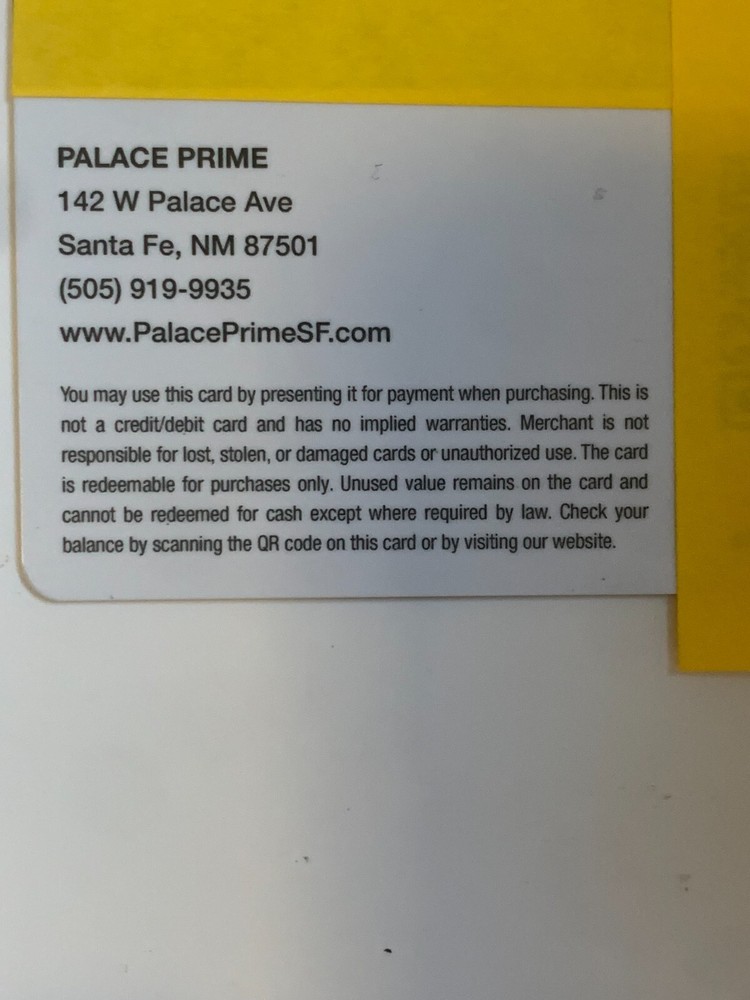 PALACE PRIME
142 W Palace Ave
Santa Fe, NM 87501
(505) 919-9935
www.PalacePrimeSF.com
You may use this card by presenting it for payment when purchasing. This is
not a credit/debit card and has no implied warranties. Merchant is not
responsible for lost, stolen, or damaged cards or unauthorized use. The card
is redeemable for purchases only. Unused value remains on the card and
cannot be redeemed for cash except where required by law. Check your
balance by scanning the QR code on this card or by visiting our website.